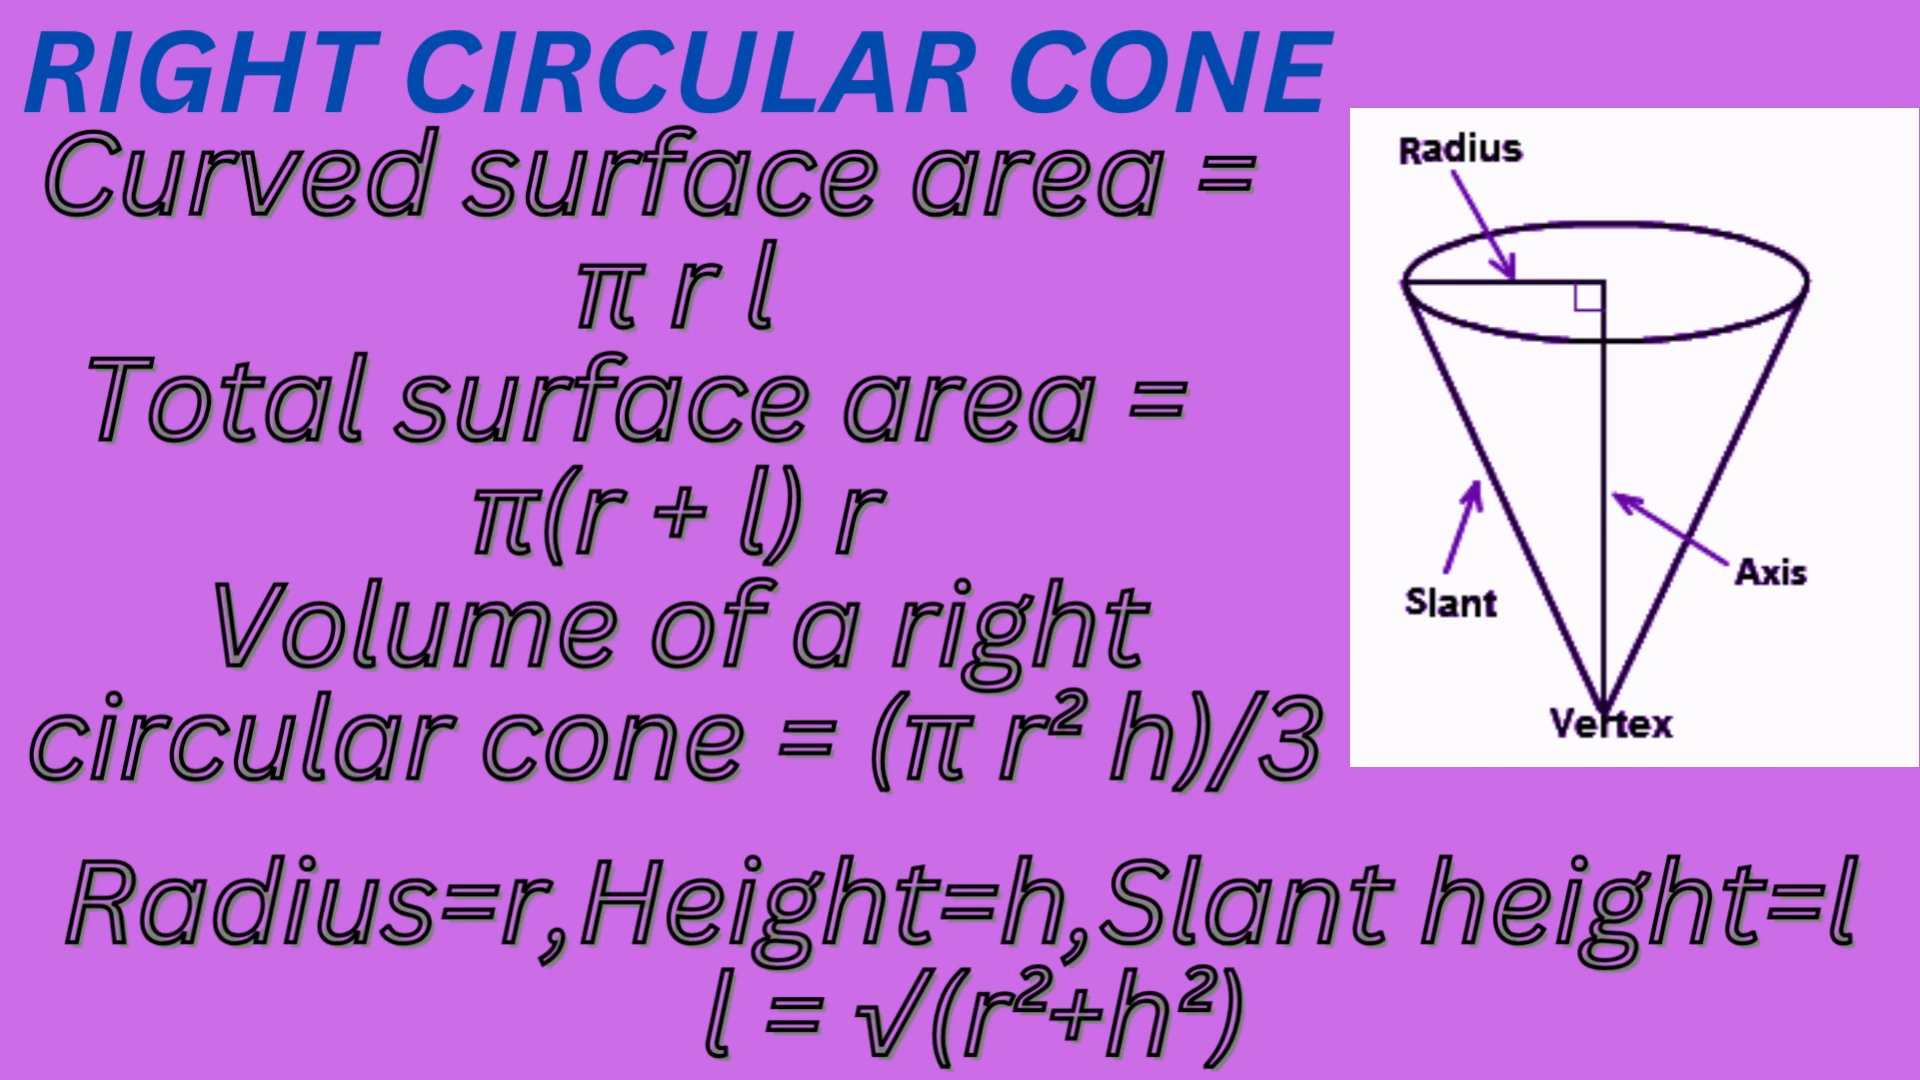 RIGHT CIRCULAR CONE
Curved surface area =
π r l
Total surface area =
π(r + l) r
Volume of a right
circular cone = (π r² h)/3
Radius=r,Height=h,Slant height=l
l = √(r²+h²)
Radius
Slant
Axis
Vertex